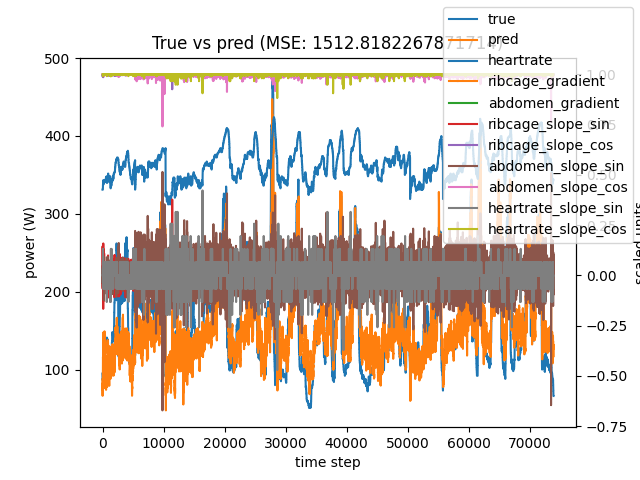 True vs pred (MSE: 1512.8182267871714)
true
pred
heartrate
ribcage_gradient
abdomen_gradient
ribcage_slope_sin
ribcage_slope_cos
abdomen_slope_sin
abdomen_slope_cos
heartrate_slope_sin
heartrate_slope_cos
power (W)
500
400
300
200
100
1.00
0.75
0.50
0.25
0.00
−0.25
−0.50
−0.75
scaled units
0 10000 20000 30000 40000 50000 60000 70000
time step